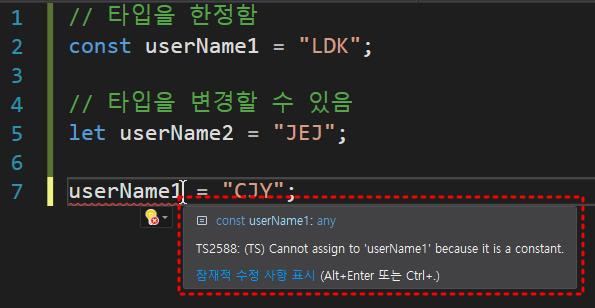 1 // 타입을 한정함
2 const userName1 = "LDK";
3
4 // 타입을 변경할 수 있음
5 let userName2 = "JEJ";
6
7 userName1 = "CJY";
const userName1: any
TS2588: (TS) Cannot assign to 'userName1' because it is a constant.
잠재적 수정 사항 표시 (Alt+Enter 또는 Ctrl+.)